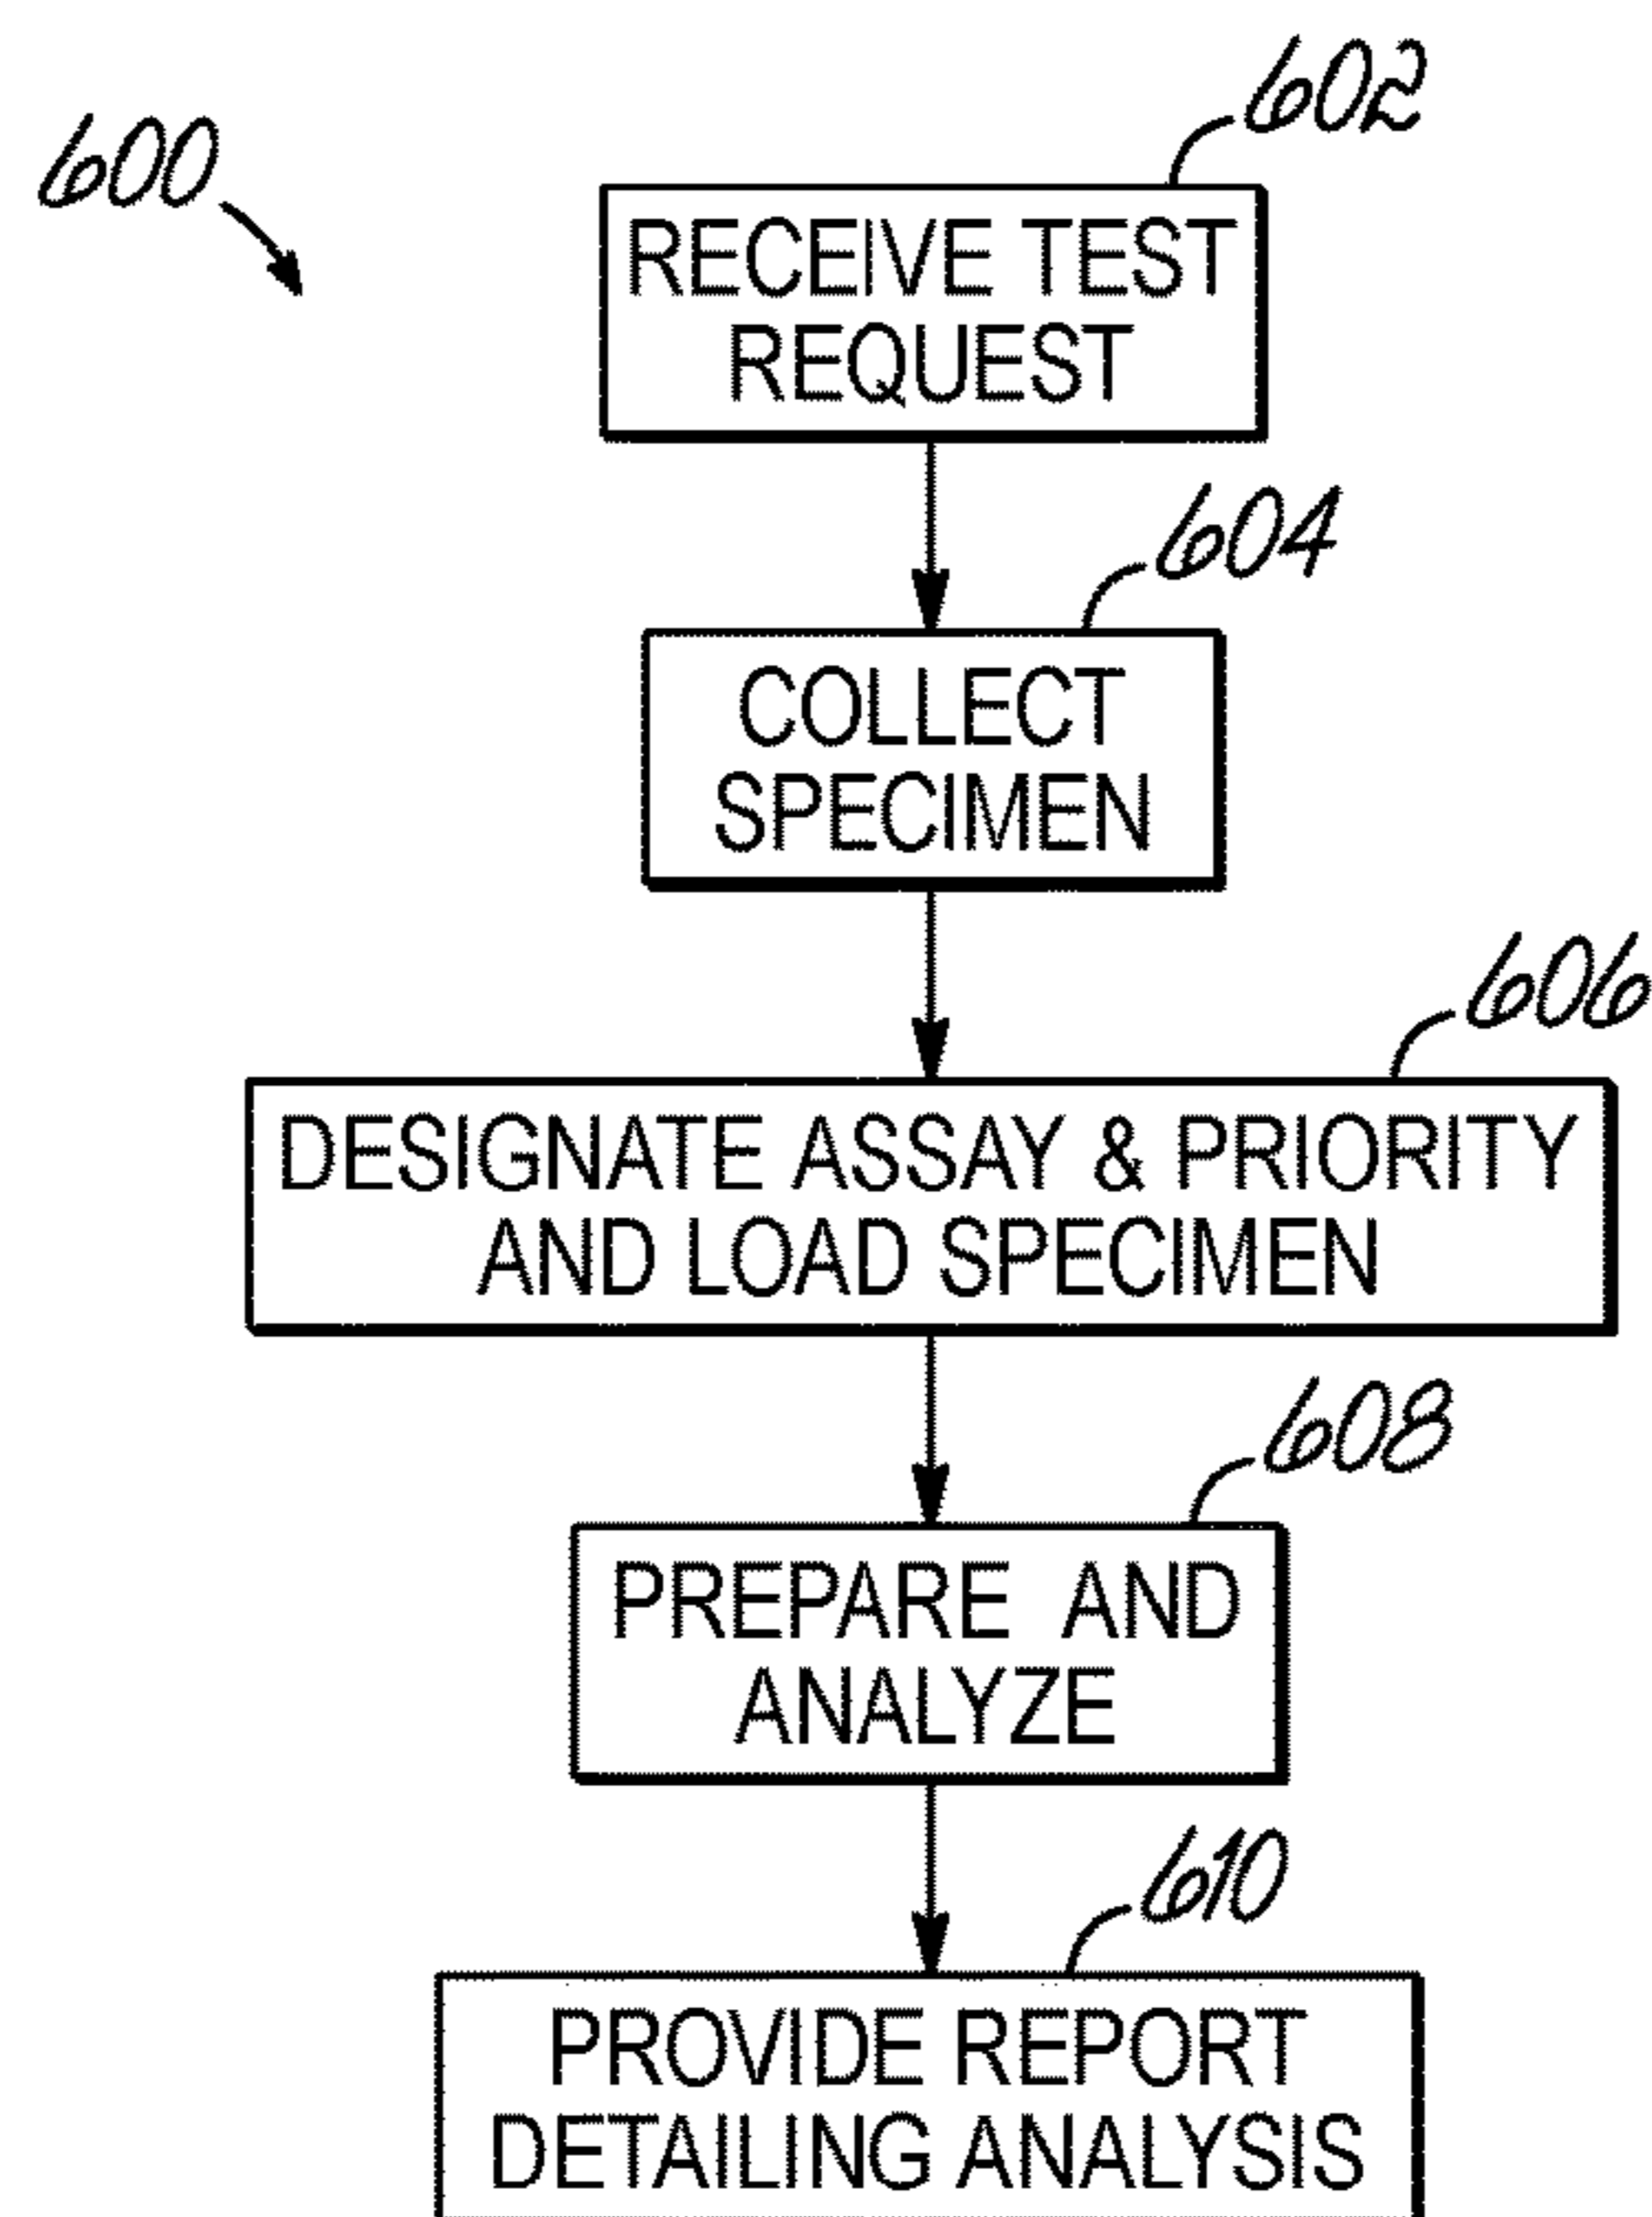 602
600
RECEIVE TEST
REQUEST
604
COLLECT
SPECIMEN
606
DESIGNATE ASSAY & PRIORITY
AND LOAD SPECIMEN
608
PREPARE AND
ANALYZE
610
PROVIDE REPORT
DETAILING ANALYSIS